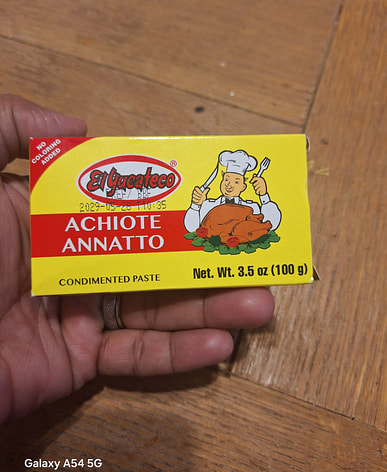 NO
COLORING
ADDED
El Yucateco®
2029-05-28 110:35
ACHIOTE
ANNATTO
CONDIMENTED PASTE
Net. Wt. 3.5 oz (100 g)
Galaxy A54 5G